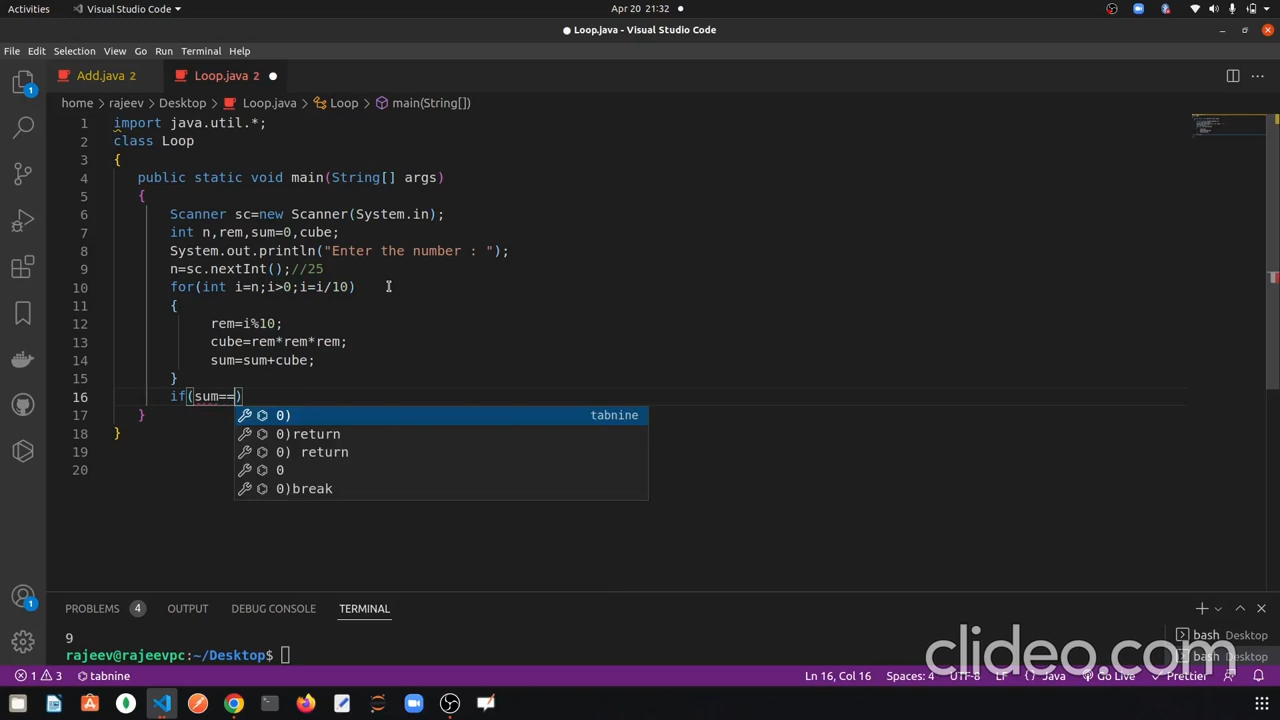 Activities
Visual Studio Code
Apr 20 21:32
Loop.java - Visual Studio Code
File Edit Selection View Go Run Terminal Help
Add.java 2
Loop.java 2
home rajeev Desktop Loop.java Loop main(String[])
1 import java.util.*;
2 class Loop
3 {
4 public static void main(String[] args)
5 {
6 Scanner sc=new Scanner(System.in);
7 int n,rem,sum=0,cube;
8 System.out.println("Enter the number : ");
9 n=sc.nextInt();//25
10 for(int i=n;i>0;i=i/10)
11 {
12 rem=i%10;
13 cube=rem*rem*rem;
14 sum=sum+cube;
15 }
16 if(sum==)
0) tabnine
0)return
0) return
0
0)break
17 }
18 }
19
20
1
1
PROBLEMS 4 OUTPUT DEBUG CONSOLE TERMINAL
9
rajeev@rajeevpc:~/Desktop$
bash Desktop
bash Desktop
clideo.com
1 3 tabnine
Ln 16, Col 16 Spaces: 4 UTF-8 LF { } Java Go Live Prettier